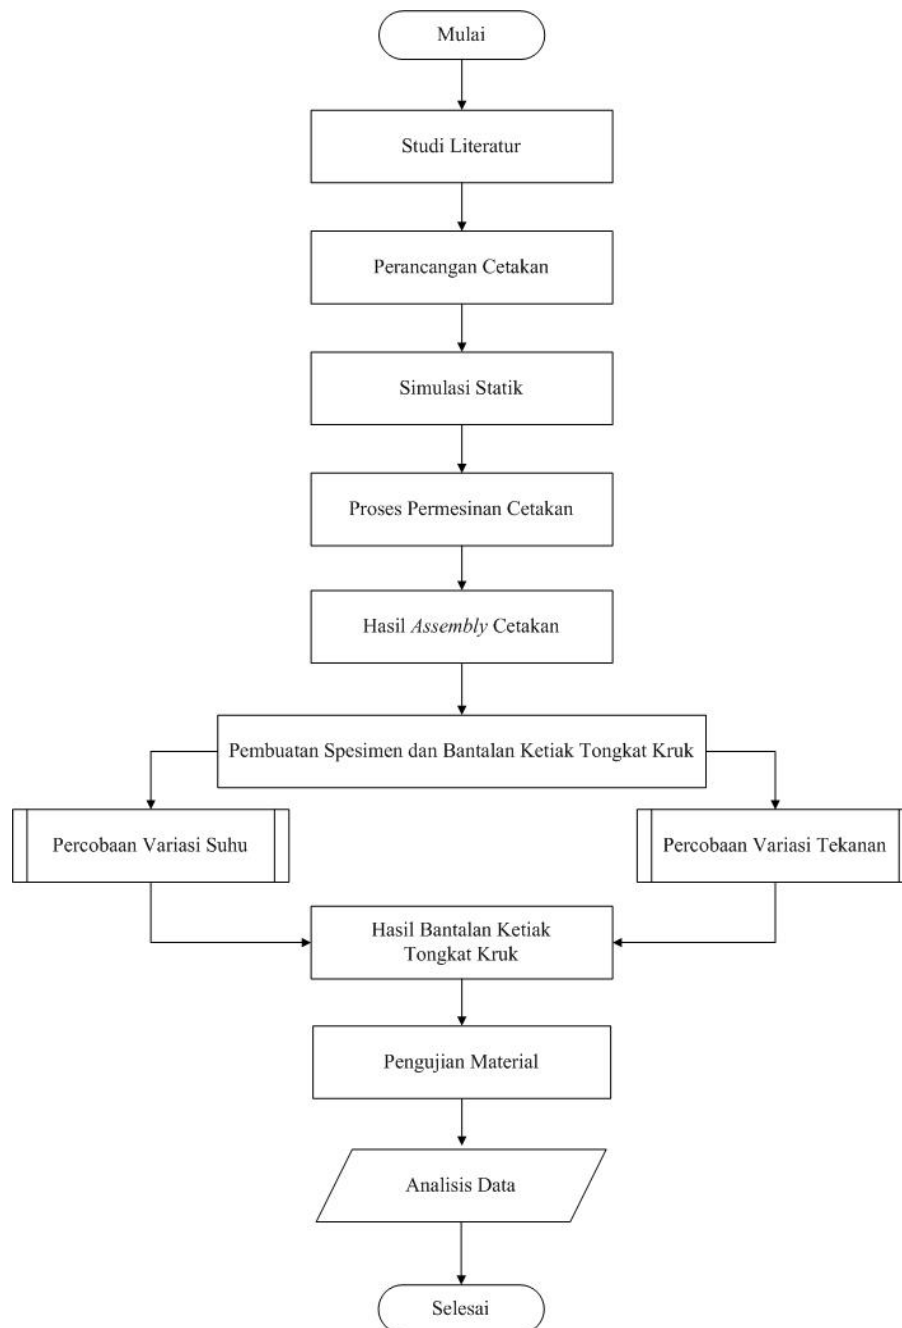 Mulai
Studi Literatur
Perancangan Cetakan
Simulasi Statik
Proses Permesinan Cetakan
Hasil Assembly Cetakan
Pembuatan Spesimen dan Bantalan Ketiak Tongkat Kruk
Percobaan Variasi Suhu
Percobaan Variasi Tekanan
Hasil Bantalan Ketiak
Tongkat Kruk
Pengujian Material
Analisis Data
Selesai